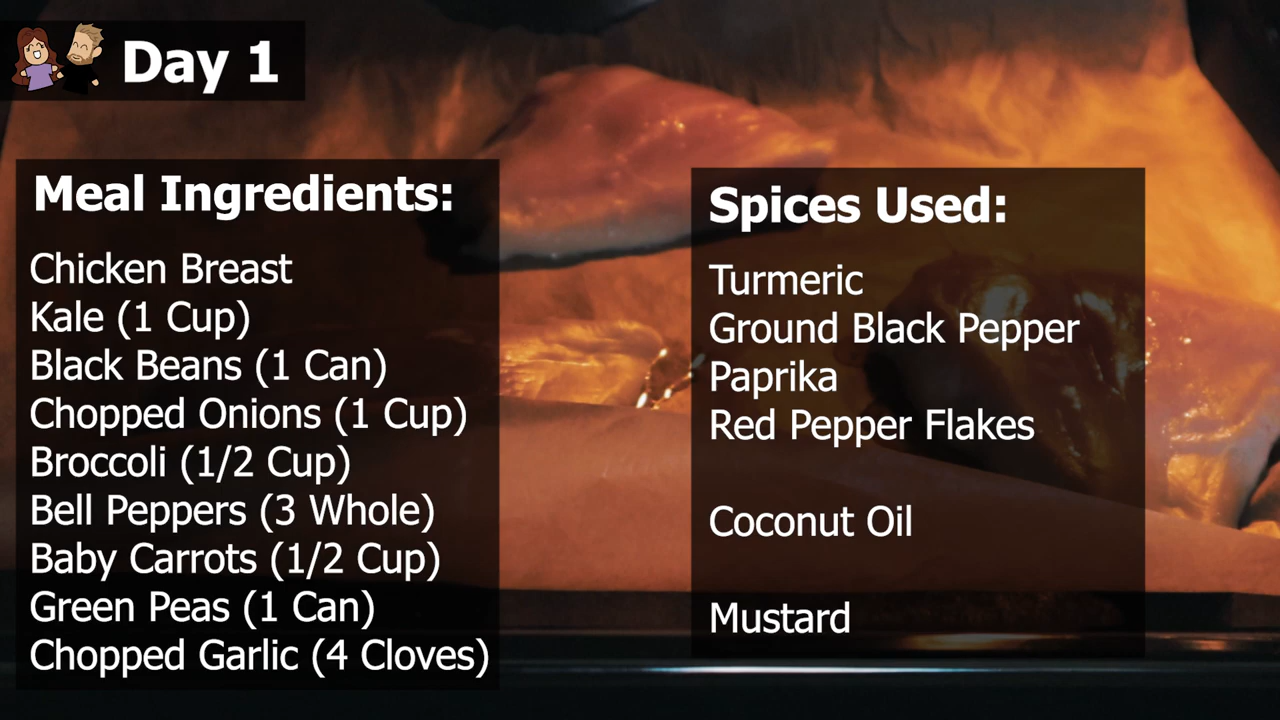 Day 1
Meal Ingredients:
Chicken Breast
Kale (1 Cup)
Black Beans (1 Can)
Chopped Onions (1 Cup)
Broccoli (1/2 Cup)
Bell Peppers (3 Whole)
Baby Carrots (1/2 Cup)
Green Peas (1 Can)
Chopped Garlic (4 Cloves)
Spices Used:
Turmeric
Ground Black Pepper
Paprika
Red Pepper Flakes
Coconut Oil
Mustard